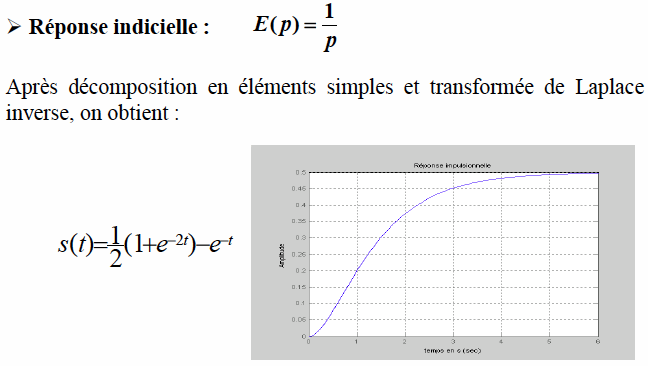 ➢ Réponse indicielle : E(p) = 1/p
Après décomposition en éléments simples et transformée de Laplace
inverse, on obtient :
s(t)=1/2(1+e^–2t)–e^–t
Réponse impulsionnelle
Amplitude
0.5
0.45
0.4
0.35
0.3
0.25
0.2
0.15
0.1
0.05
0
0 1 2 3 4 5 6
temps en s (sec)